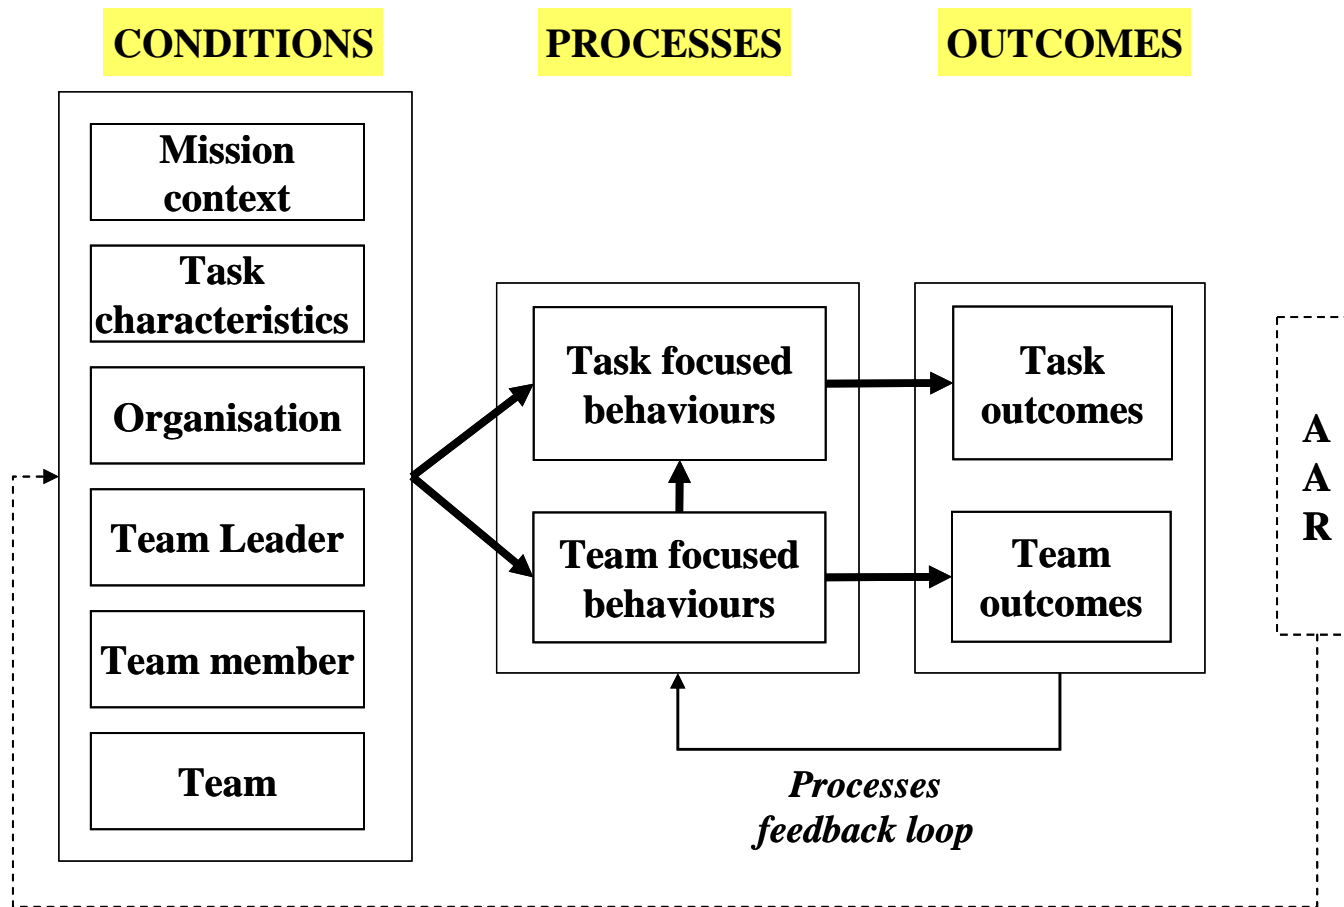 CONDITIONS
PROCESSES
OUTCOMES
Mission
context
Task
characteristics
Organisation
Team Leader
Team member
Team
Task focused
behaviours
Team focused
behaviours
Task
outcomes
Team
outcomes
Processes
feedback loop
A
A
R